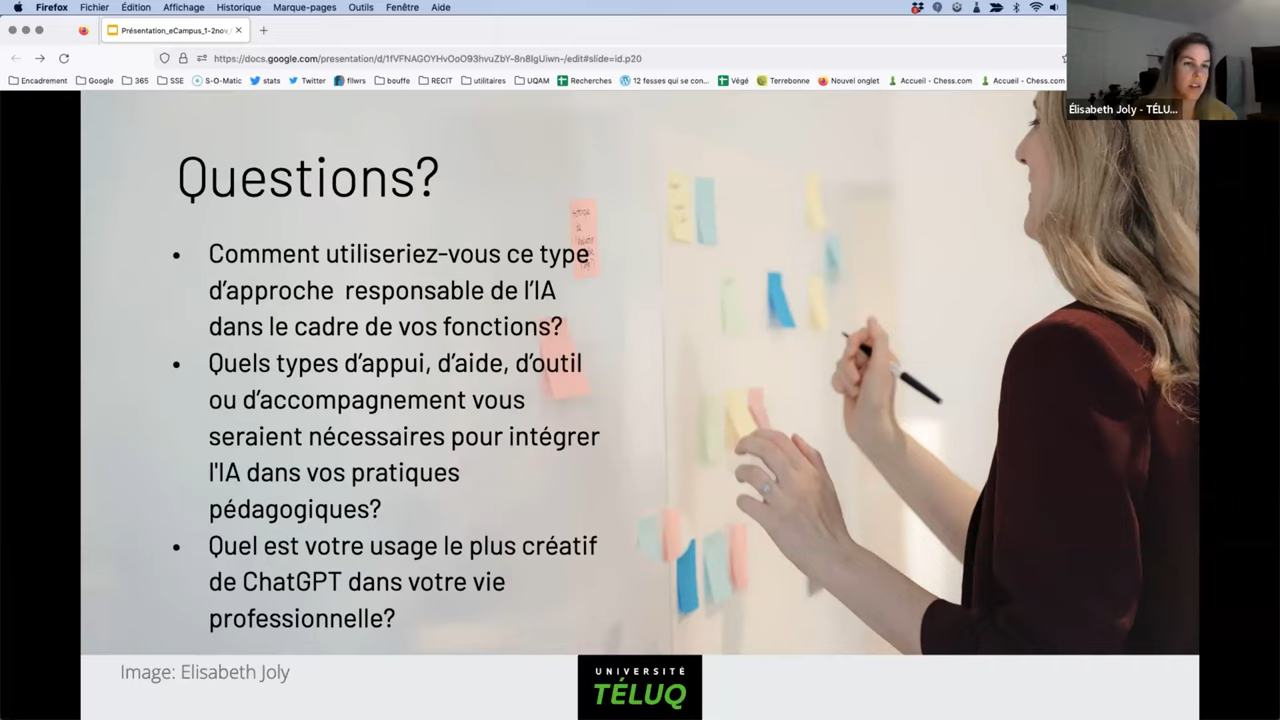 Firefox Fichier Édition Affichage Historique Marque-pages Outils Fenêtre Aide
Présentation_eCampus_1-2nov_
https://docs.google.com/presentation/d/1fVFNAGOYHvOoO93hvuZbY-8n8IgUiwn-/edit#slide=id.p20
Encadrement Google 365 SSE S-O-Matic stats Twitter filwrs bouffe RECIT utilitaires UQAM Recherches 12 fesses qui se con... Végé Terrebonne Nouvel onglet Accueil - Chess.com Accueil - Chess.com
Élisabeth Joly - TÉLU...
Questions?
• Comment utiliseriez-vous ce type
d’approche responsable de l’IA
dans le cadre de vos fonctions?
• Quels types d’appui, d’aide, d’outil
ou d’accompagnement vous
seraient nécessaires pour intégrer
l'IA dans vos pratiques
pédagogiques?
• Quel est votre usage le plus créatif
de ChatGPT dans votre vie
professionnelle?
Image: Elisabeth Joly
UNIVERSITÉ
TÉLUQ